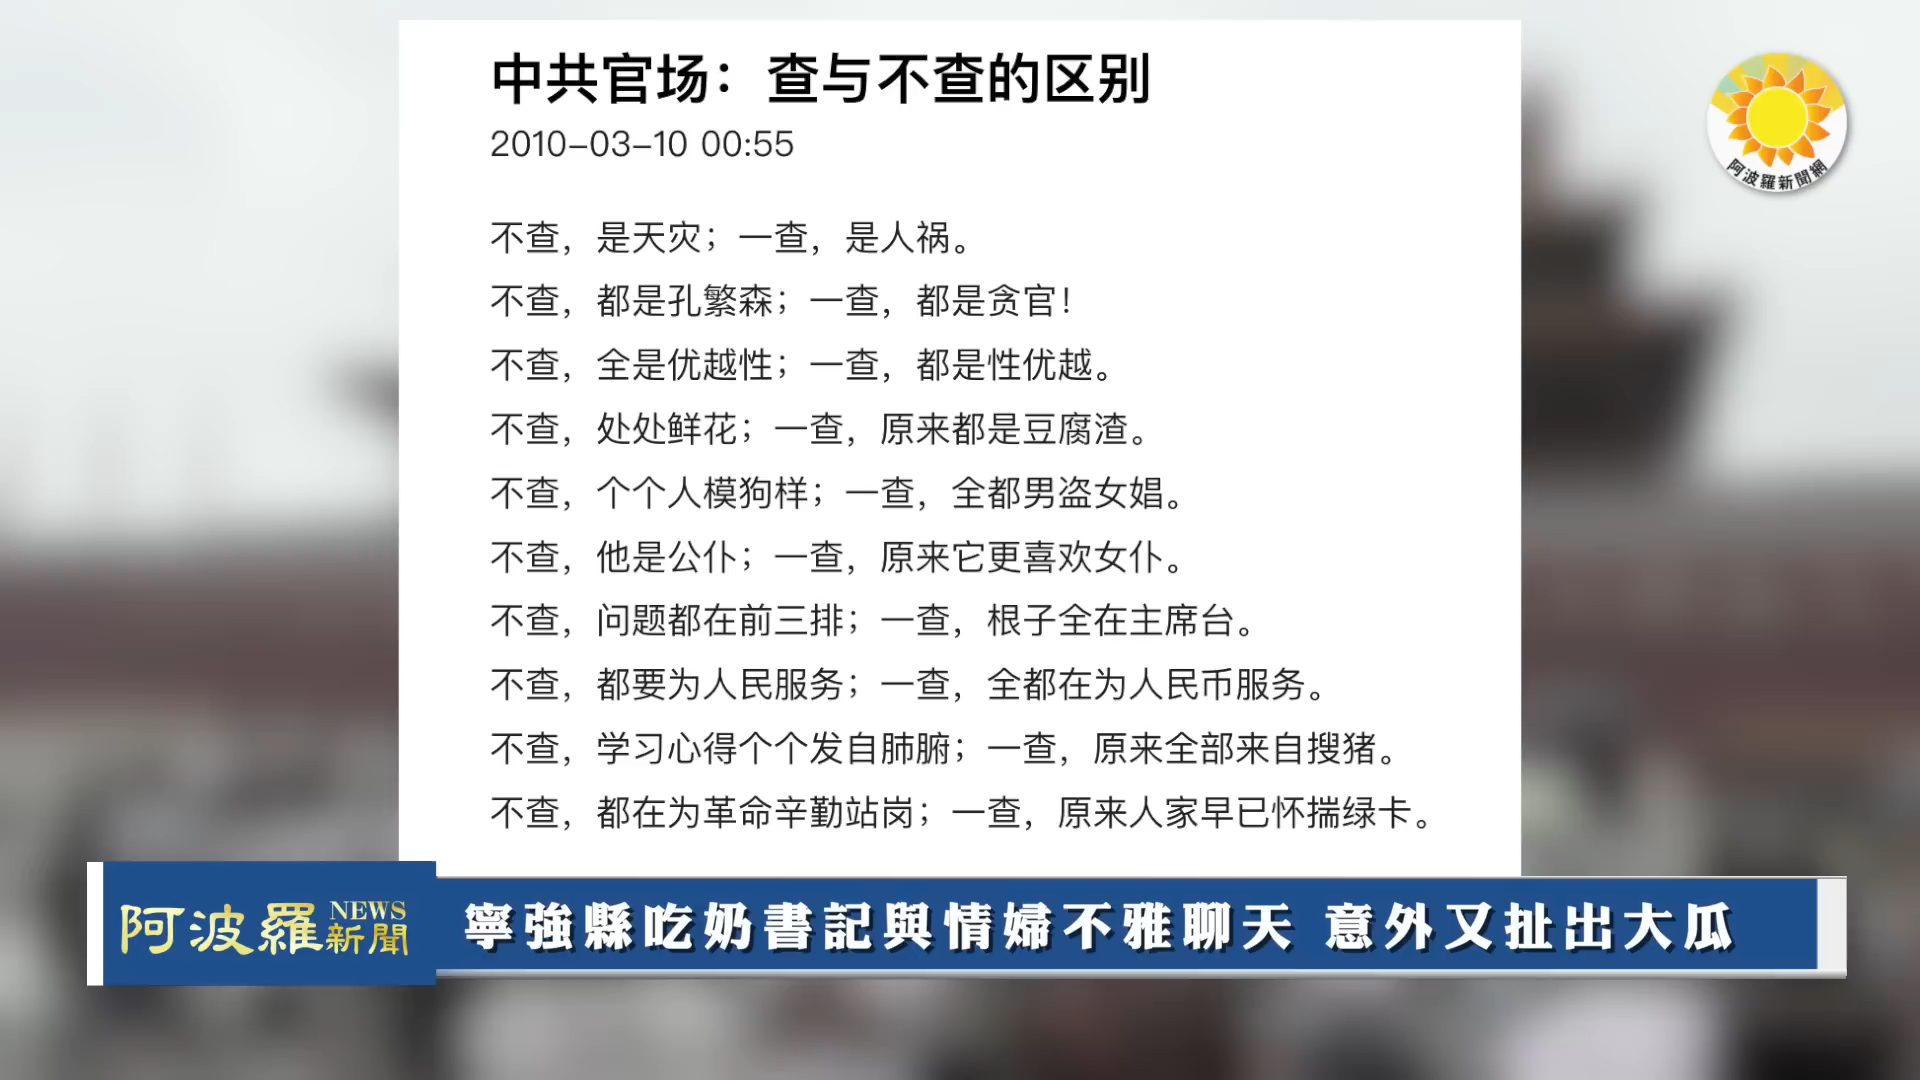 中共官场：查与不查的区别
2010-03-10 00:55
阿波羅新聞網
不查，是天灾；一查，是人祸。
不查，都是孔繁森；一查，都是贪官！
不查，全是优越性；一查，都是性优越。
不查，处处鲜花；一查，原来都是豆腐渣。
不查，个个人模狗样；一查，全都男盗女娼。
不查，他是公仆；一查，原来它更喜欢女仆。
不查，问题都在前三排；一查，根子全在主席台。
不查，都要为人民服务；一查，全都在为人民币服务。
不查，学习心得个个发自肺腑；一查，原来全部来自搜猪。
不查，都在为革命辛勤站岗；一查，原来人家早已怀揣绿卡。
阿波羅 NEWS 新聞
寧強縣吃奶書記與情婦不雅聊天 意外又扯出大瓜